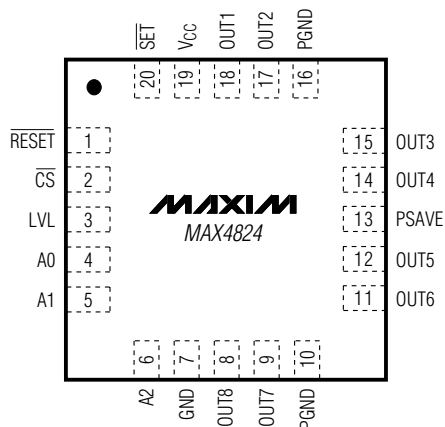 SET
VCC
OUT1
OUT2
PGND
20
19
18
17
16
RESET 1
CS 2
LVL 3
A0 4
A1 5
MAXIM
MAX4824
15 OUT3
14 OUT4
13 PSAVE
12 OUT5
11 OUT6
6
7
8
9
10
A2
GND
OUT8
OUT7
PGND